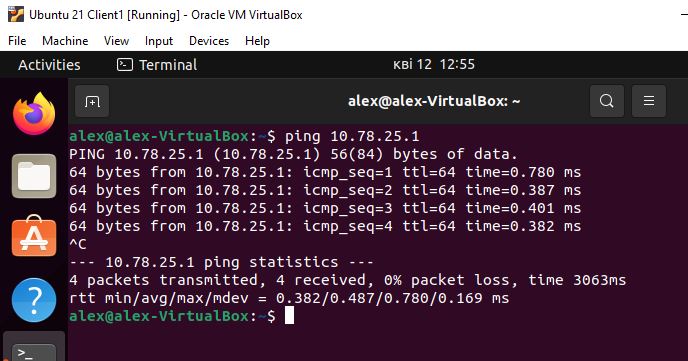 Ubuntu 21 Client1 [Running] - Oracle VM VirtualBox
File Machine View Input Devices Help
Activities Terminal кві 12 12:55
alex@alex-VirtualBox: ~
alex@alex-VirtualBox:~$ ping 10.78.25.1
PING 10.78.25.1 (10.78.25.1) 56(84) bytes of data.
64 bytes from 10.78.25.1: icmp_seq=1 ttl=64 time=0.780 ms
64 bytes from 10.78.25.1: icmp_seq=2 ttl=64 time=0.387 ms
64 bytes from 10.78.25.1: icmp_seq=3 ttl=64 time=0.401 ms
64 bytes from 10.78.25.1: icmp_seq=4 ttl=64 time=0.382 ms
^C
--- 10.78.25.1 ping statistics ---
4 packets transmitted, 4 received, 0% packet loss, time 3063ms
rtt min/avg/max/mdev = 0.382/0.487/0.780/0.169 ms
alex@alex-VirtualBox:~$